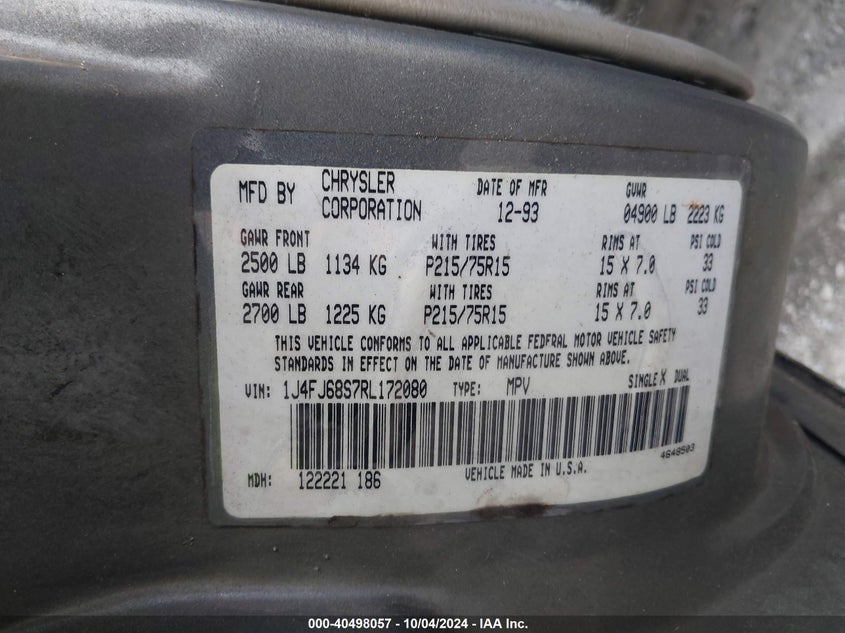 MFD BY CHRYSLER CORPORATION DATE OF MFR 12-93 GVWR 04900 LB 2223 KG
GAWR FRONT WITH TIRES RIMS AT PSI COLD
2500 LB 1134 KG P215/75R15 15 X 7.0 33
GAWR REAR WITH TIRES RIMS AT PSI COLD
2700 LB 1225 KG P215/75R15 15 X 7.0 33
THIS VEHICLE CONFORMS TO ALL APPLICABLE FEDFRAL MOTOR VEHICLE SAFETY
STANDARDS IN EFFECT ON THE DATE OF MANUFACTURE SHOWN ABOVE.
VIN: 1J4FJ68S7RL172080 TYPE: MPV SINGLE X DUAL
4648503
MDH: 122221 186 VEHICLE MADE IN U.S.A.
000-40498057 - 10/04/2024 - IAA Inc.